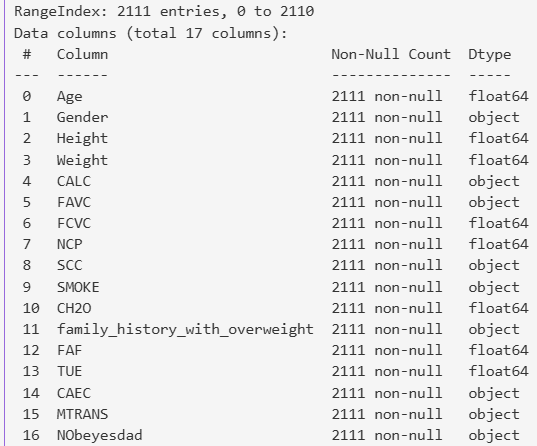 RangeIndex: 2111 entries, 0 to 2110
Data columns (total 17 columns):
 #   Column                          Non-Null Count  Dtype
---  ------                          --------------  -----
 0   Age                             2111 non-null   float64
 1   Gender                          2111 non-null   object
 2   Height                          2111 non-null   float64
 3   Weight                          2111 non-null   float64
 4   CALC                            2111 non-null   object
 5   FAVC                            2111 non-null   object
 6   FCVC                            2111 non-null   float64
 7   NCP                             2111 non-null   float64
 8   SCC                             2111 non-null   object
 9   SMOKE                           2111 non-null   object
 10  CH2O                            2111 non-null   float64
 11  family_history_with_overweight  2111 non-null   object
 12  FAF                             2111 non-null   float64
 13  TUE                             2111 non-null   float64
 14  CAEC                            2111 non-null   object
 15  MTRANS                          2111 non-null   object
 16  NObeyesdad                      2111 non-null   object